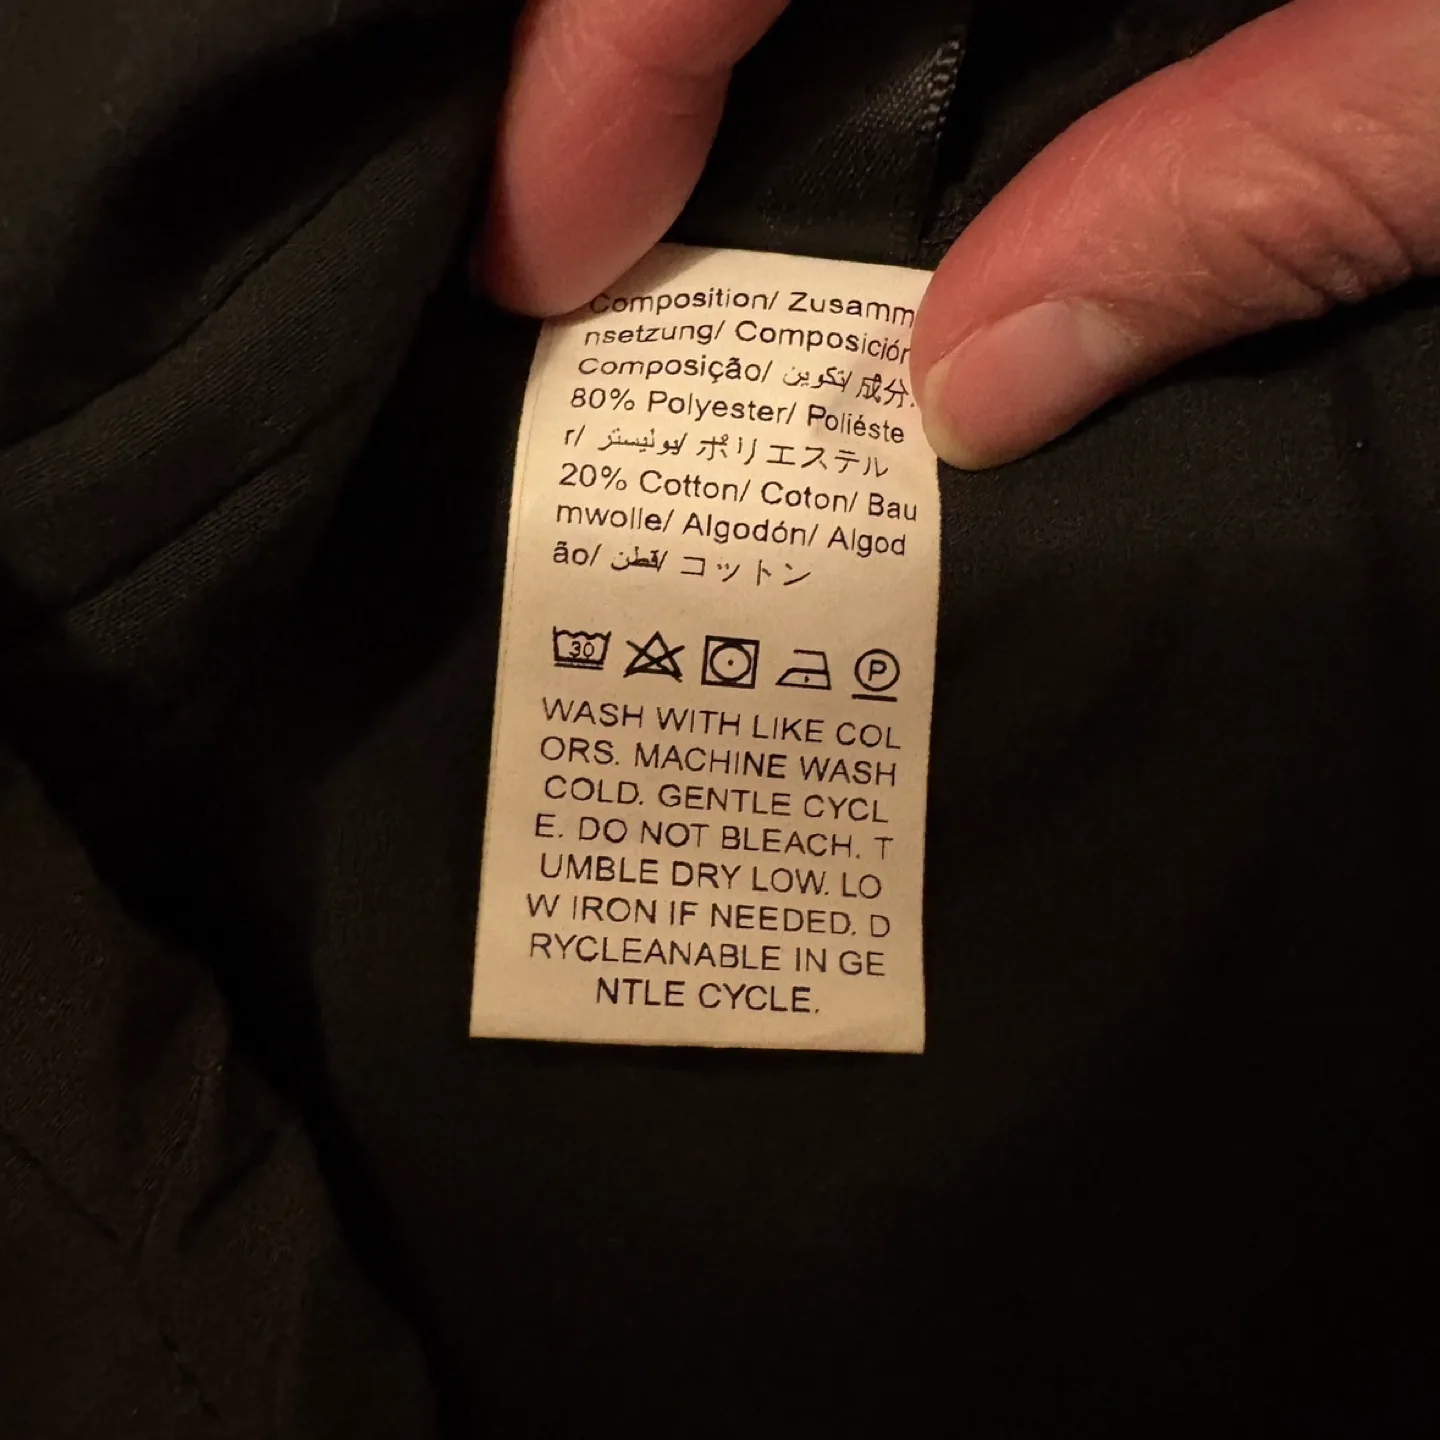 Composition/ Zusamm
nsetzung/ Composición
Composição/ تكوين/ 成分.
80% Polyester/ Poliéste
r/ بوليستر/ ポリエステル
20% Cotton/ Coton/ Bau
mwolle/ Algodón/ Algod
ão/ قطن/ コットン
30
P
WASH WITH LIKE COL
ORS. MACHINE WASH
COLD. GENTLE CYCL
E. DO NOT BLEACH. T
UMBLE DRY LOW. LO
W IRON IF NEEDED. D
RYCLEANABLE IN GE
NTLE CYCLE.